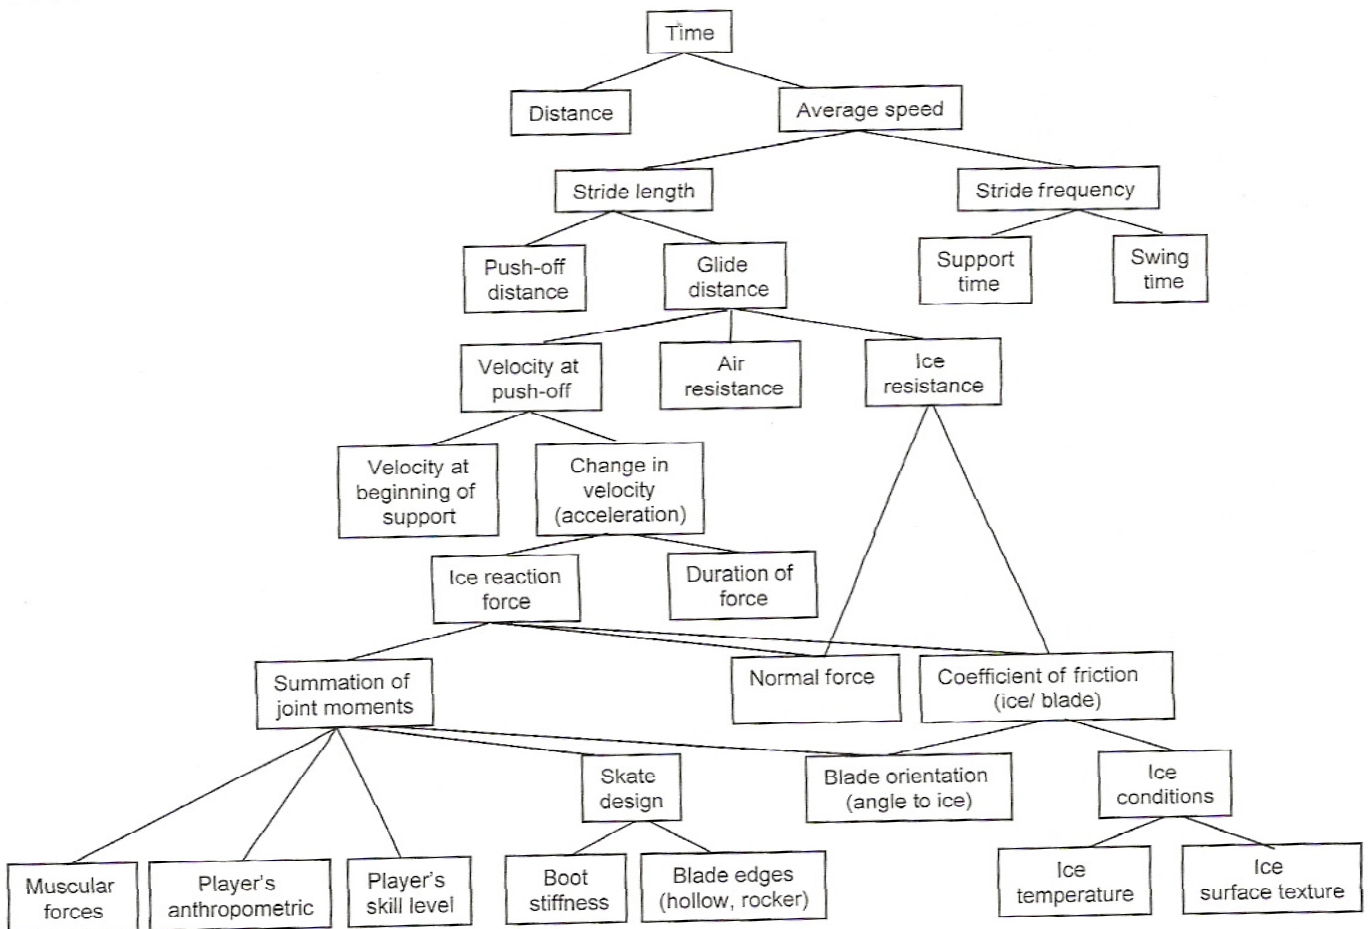 Time
Distance
Average speed
Stride length
Stride frequency
Push-off
distance
Glide
distance
Support
time
Swing
time
Velocity at
push-off
Air
resistance
Ice
resistance
Velocity at
beginning of
support
Change in
velocity
(acceleration)
Ice reaction
force
Duration of
force
Summation of
joint moments
Normal force
Coefficient of friction
(ice/ blade)
Skate
design
Blade orientation
(angle to ice)
Ice
conditions
Muscular
forces
Player's
anthropometric
Player's
skill level
Boot
stiffness
Blade edges
(hollow, rocker)
Ice
temperature
Ice
surface texture